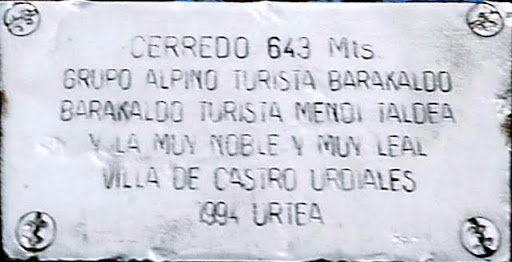 CERREDO 643 Mts.
GRUPO ALPINO TURISTA BARAKALDO
BARAKALDO TURISTA MENDI TALDEA
Y LA MUY NOBLE Y MUY LEAL
VILLA DE CASTRO URDIALES
1994 URTEA